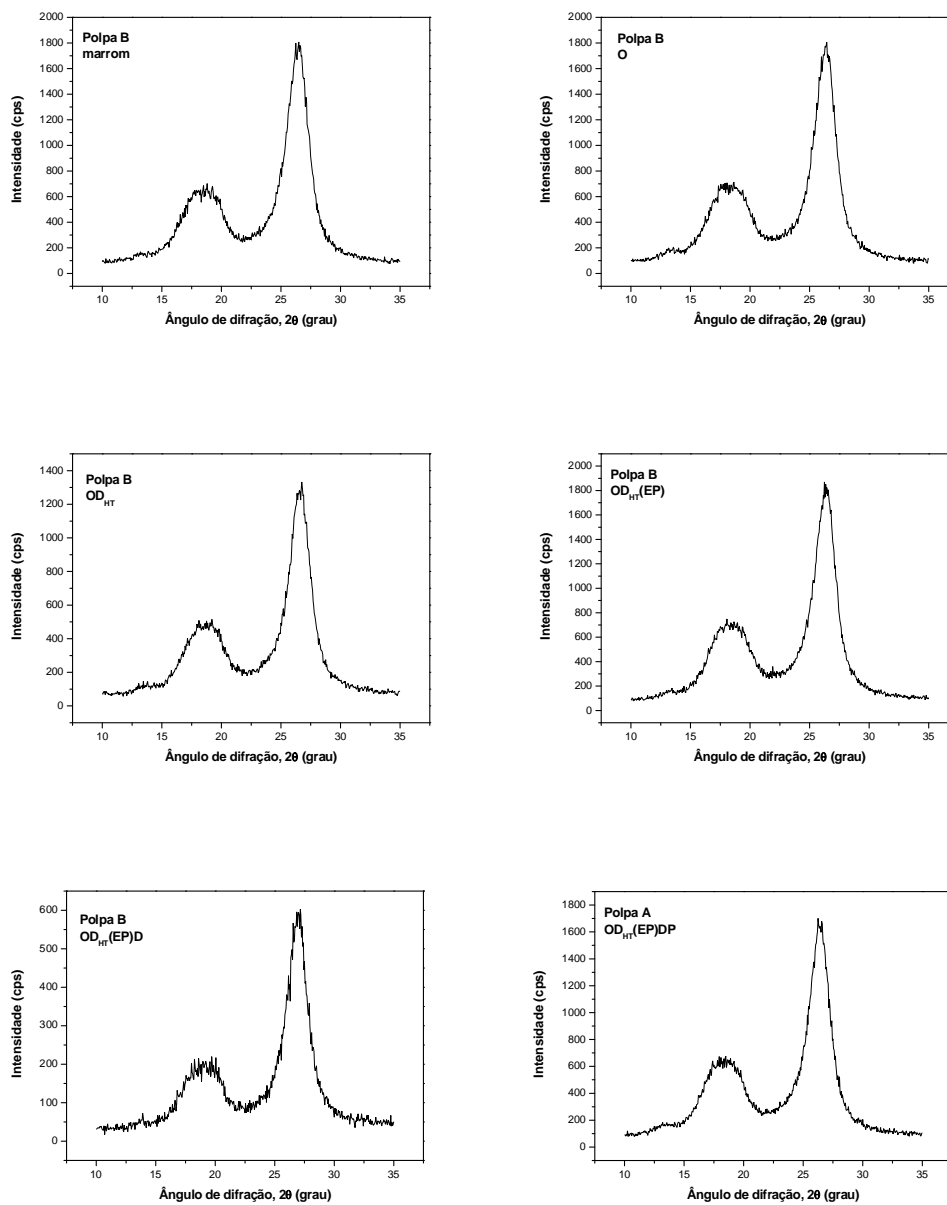 Polpa B
marrom
2000
1800
1600
1400
1200
1000
800
600
400
200
0
Intensidade (cps)
10 15 20 25 30 35
Ângulo de difração, 2θ (grau)
Polpa B
O
2000
1800
1600
1400
1200
1000
800
600
400
200
0
Intensidade (cps)
10 15 20 25 30 35
Ângulo de difração, 2θ (grau)
Polpa B
OD_HT
1400
1200
1000
800
600
400
200
0
Intensidade (cps)
10 15 20 25 30 35
Ângulo de difração, 2θ (grau)
Polpa B
OD_HT(EP)
2000
1800
1600
1400
1200
1000
800
600
400
200
0
Intensidade (cps)
10 15 20 25 30 35
Ângulo de difração, 2θ (grau)
Polpa B
OD_HT(EP)D
600
500
400
300
200
100
0
Intensidade (cps)
10 15 20 25 30 35
Ângulo de difração, 2θ (grau)
Polpa A
OD_HT(EP)DP
1800
1600
1400
1200
1000
800
600
400
200
0
Intensidade (cps)
10 15 20 25 30 35
Ângulo de difração, 2θ (grau)